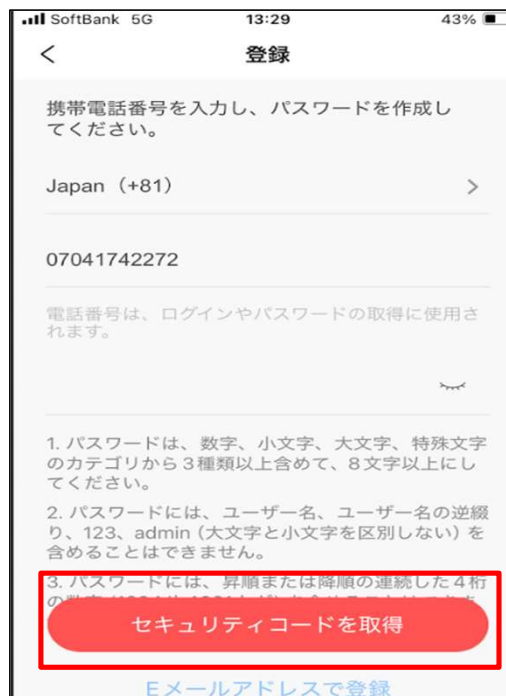 SoftBank 5G 13:29 43%
登録
携帯電話番号を入力し、パスワードを作成し
てください。
Japan（+81）
07041742272
電話番号は、ログインやパスワードの取得に使用さ
れます。
1. パスワードは、数字、小文字、大文字、特殊文字
のカテゴリから３種類以上含めて、８文字以上にし
てください。
2. パスワードには、ユーザー名、ユーザー名の逆綴
り、123、admin（大文字と小文字を区別しない）を
含めることはできません。
3. パスワードには、昇順または降順の連続した４桁
セキュリティコードを取得
Eメールアドレスで登録